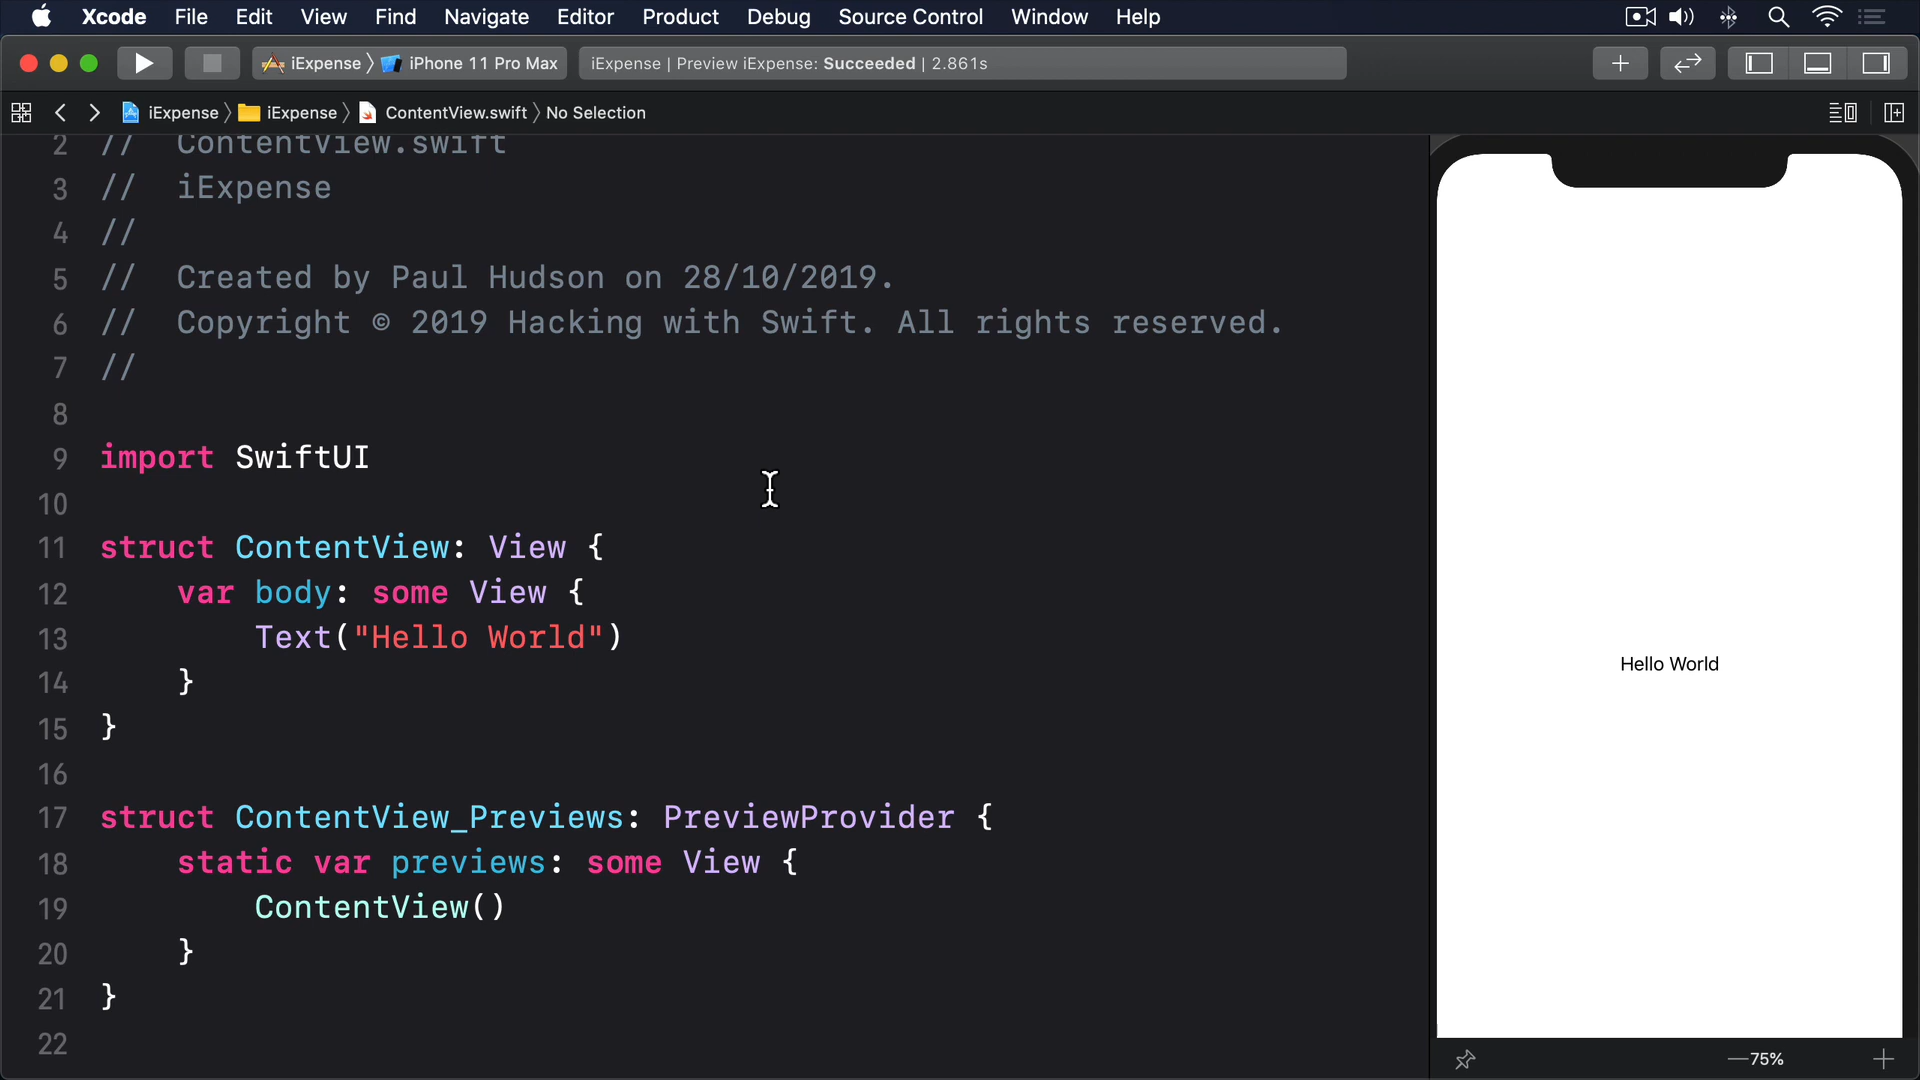 Xcode File Edit View Find Navigate Editor Product Debug Source Control Window Help
iExpense iPhone 11 Pro Max iExpense | Preview iExpense: Succeeded | 2.861s
iExpense iExpense ContentView.swift No Selection
2 // ContentView.swift
3 // iExpense
4 //
5 // Created by Paul Hudson on 28/10/2019.
6 // Copyright © 2019 Hacking with Swift. All rights reserved.
7 //
8
9 import SwiftUI
10
11 struct ContentView: View {
12 var body: some View {
13 Text("Hello World")
14 }
15 }
16
17 struct ContentView_Previews: PreviewProvider {
18 static var previews: some View {
19 ContentView()
20 }
21 }
22
Hello World
75%